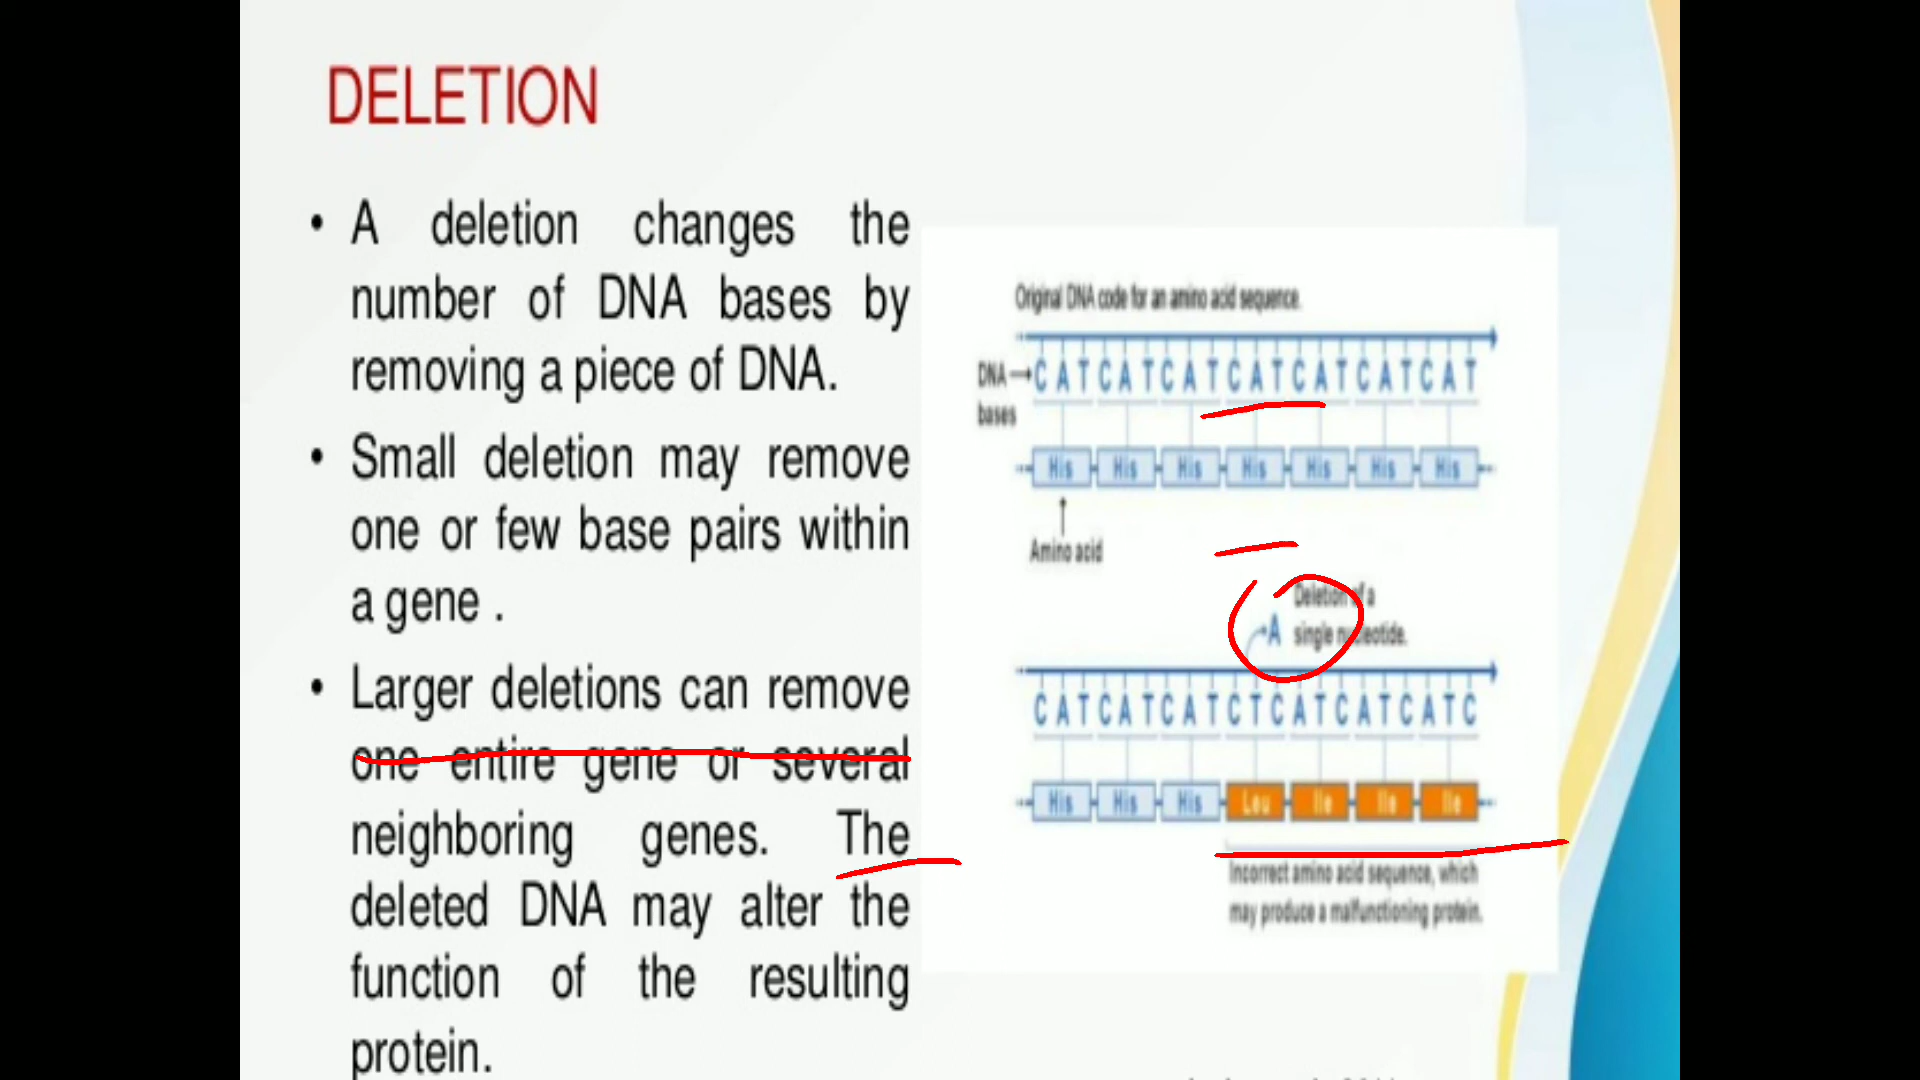 DELETION
• A deletion changes the
number of DNA bases by
removing a piece of DNA.
• Small deletion may remove
one or few base pairs within
a gene .
• Larger deletions can remove
one entire gene or several
neighboring genes. The
deleted DNA may alter the
function of the resulting
protein.
Original DNA code for an amino acid sequence.
DNA
bases
C A T C A T C A T C A T C A T C A T C A T
His His His His His His His
Amino acid
Deletion of a
single nucleotide.
A
C A T C A T C A T C T C A T C A T C A T C
His His His Leu Ile Ile Ile
Incorrect amino acid sequence, which
may produce a malfunctioning protein.